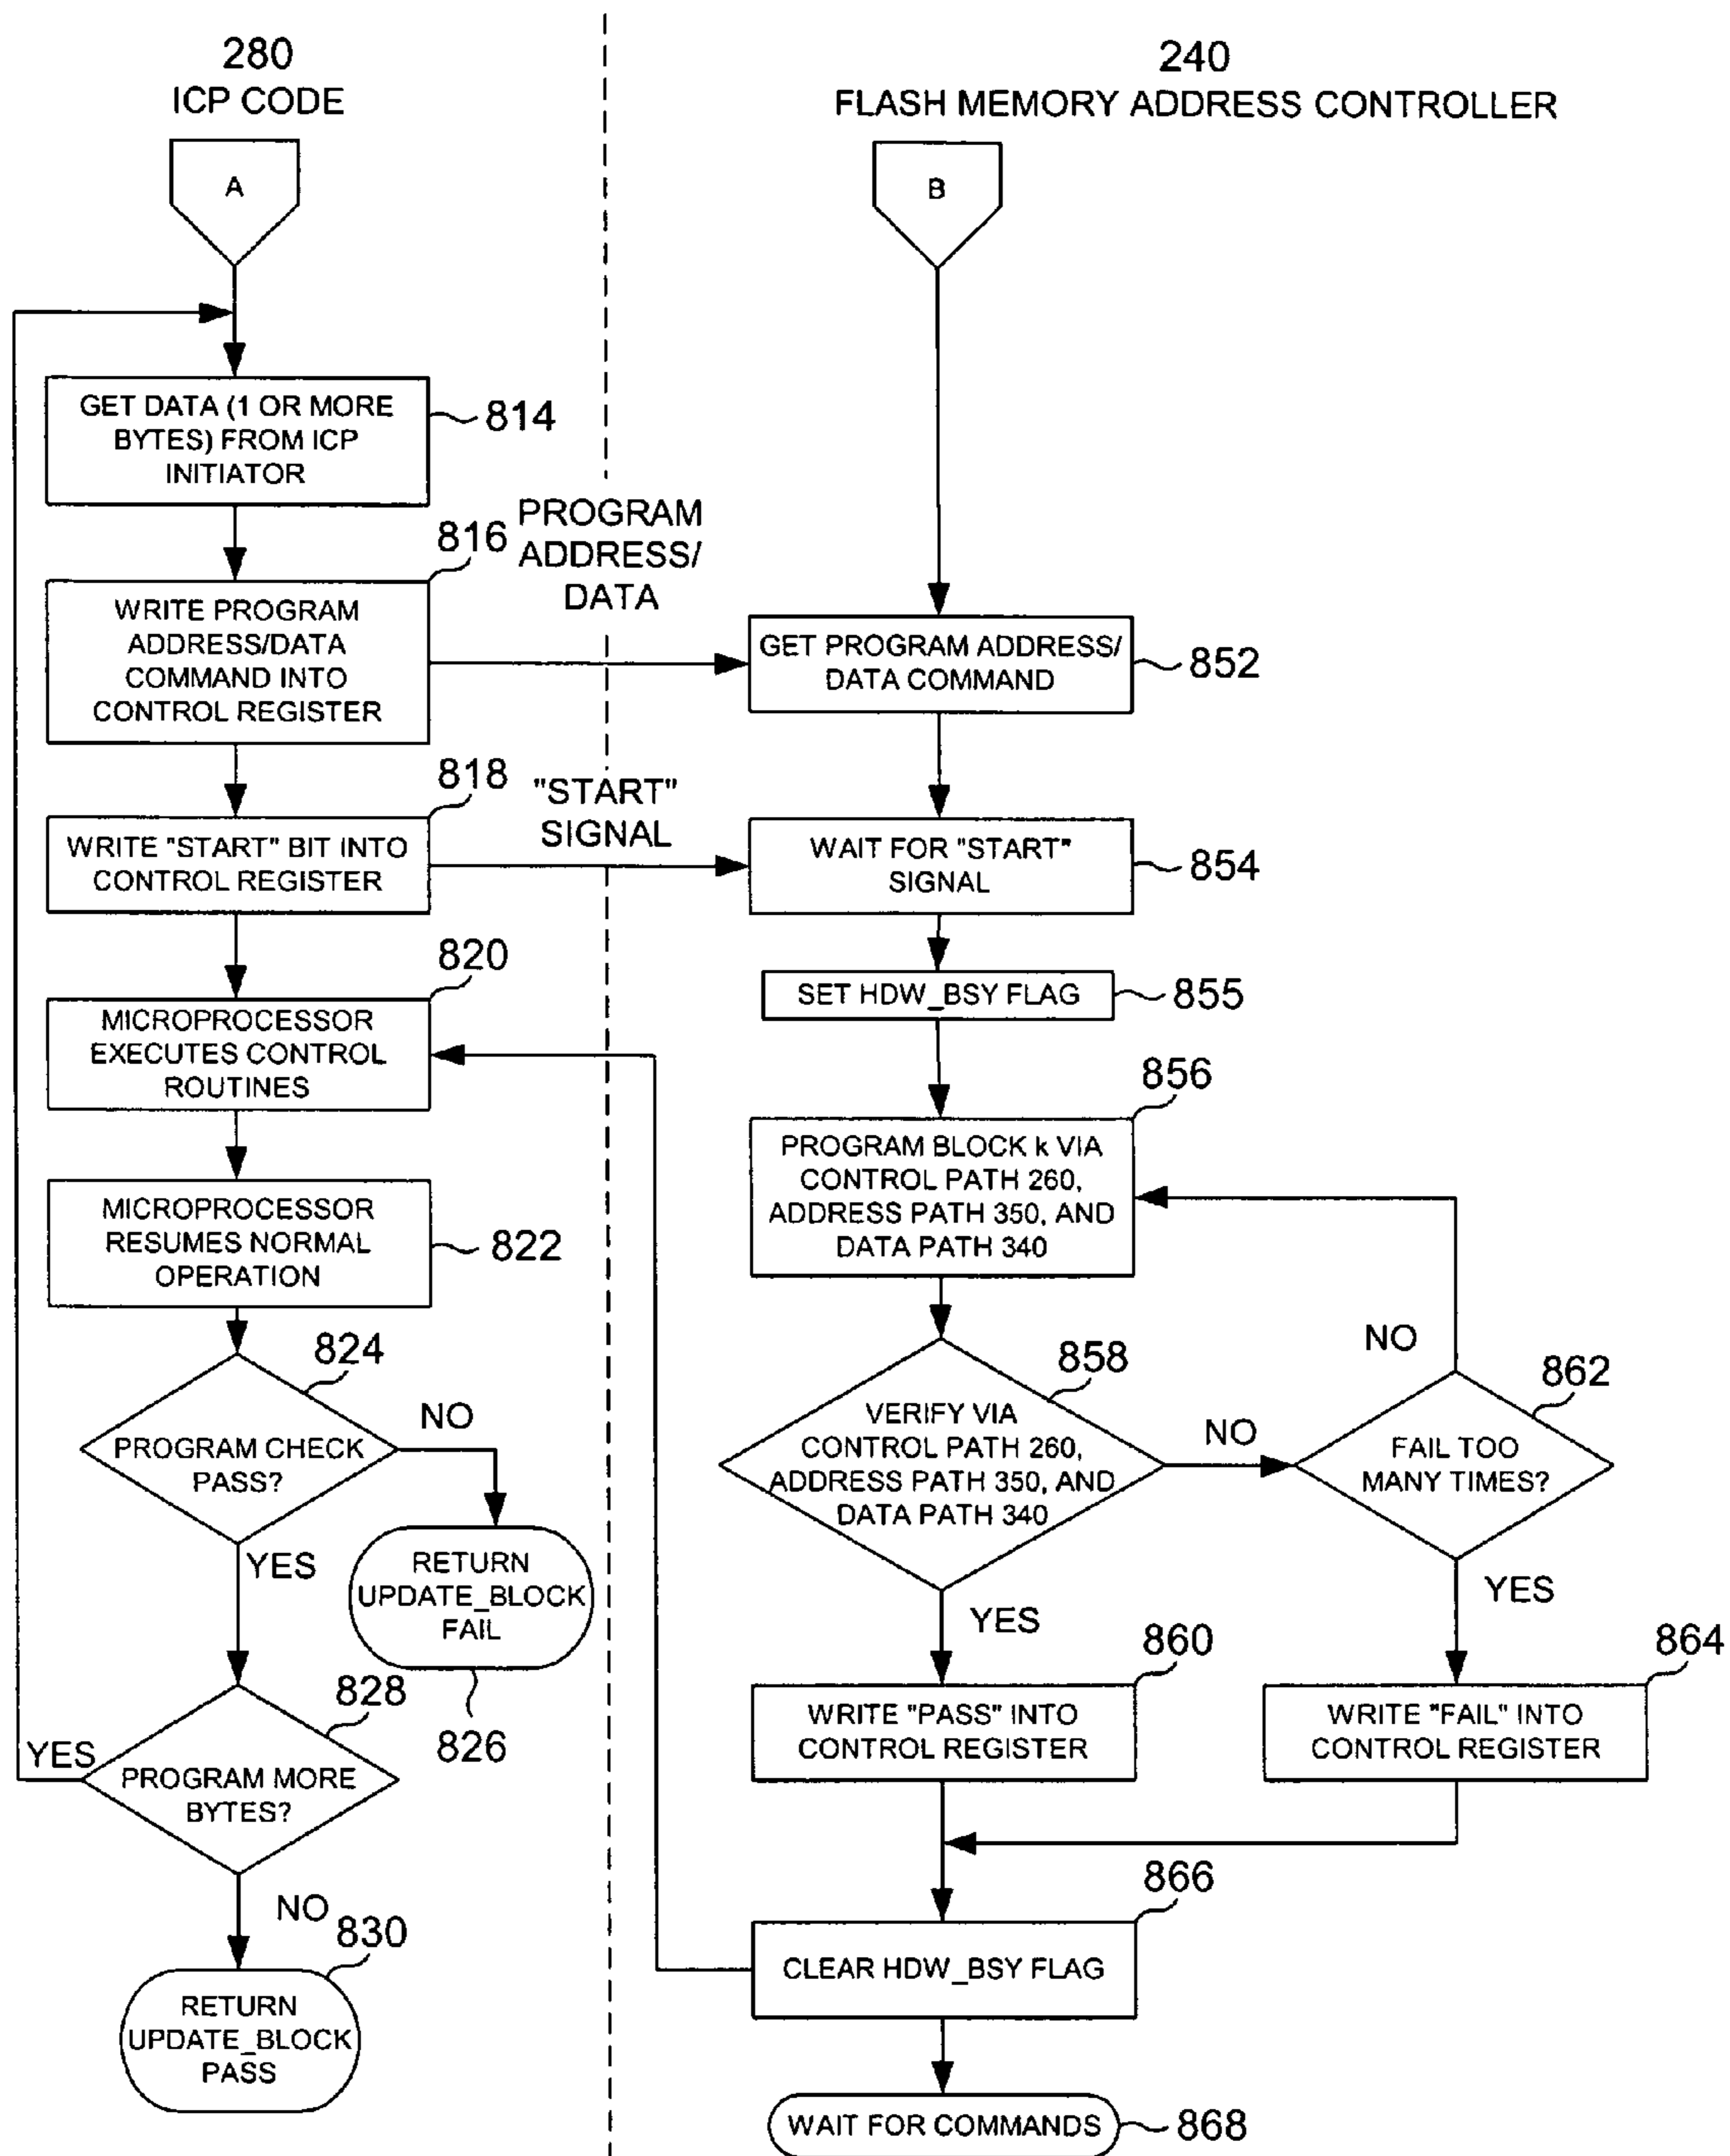 280
ICP CODE
A
GET DATA (1 OR MORE
BYTES) FROM ICP
INITIATOR
814
816
WRITE PROGRAM
ADDRESS/DATA
COMMAND INTO
CONTROL REGISTER
PROGRAM
ADDRESS/
DATA
818
WRITE "START" BIT INTO
CONTROL REGISTER
"START"
SIGNAL
820
MICROPROCESSOR
EXECUTES CONTROL
ROUTINES
MICROPROCESSOR
RESUMES NORMAL
OPERATION
822
824
PROGRAM CHECK
PASS?
NO
YES
RETURN
UPDATE_BLOCK
FAIL
826
828
PROGRAM MORE
BYTES?
YES
NO
830
RETURN
UPDATE_BLOCK
PASS
240
FLASH MEMORY ADDRESS CONTROLLER
B
GET PROGRAM ADDRESS/
DATA COMMAND
852
WAIT FOR "START"
SIGNAL
854
SET HDW_BSY FLAG
855
856
PROGRAM BLOCK k VIA
CONTROL PATH 260,
ADDRESS PATH 350, AND
DATA PATH 340
858
VERIFY VIA
CONTROL PATH 260,
ADDRESS PATH 350, AND
DATA PATH 340
NO
YES
862
FAIL TOO
MANY TIMES?
NO
YES
860
WRITE "PASS" INTO
CONTROL REGISTER
864
WRITE "FAIL" INTO
CONTROL REGISTER
866
CLEAR HDW_BSY FLAG
WAIT FOR COMMANDS
868